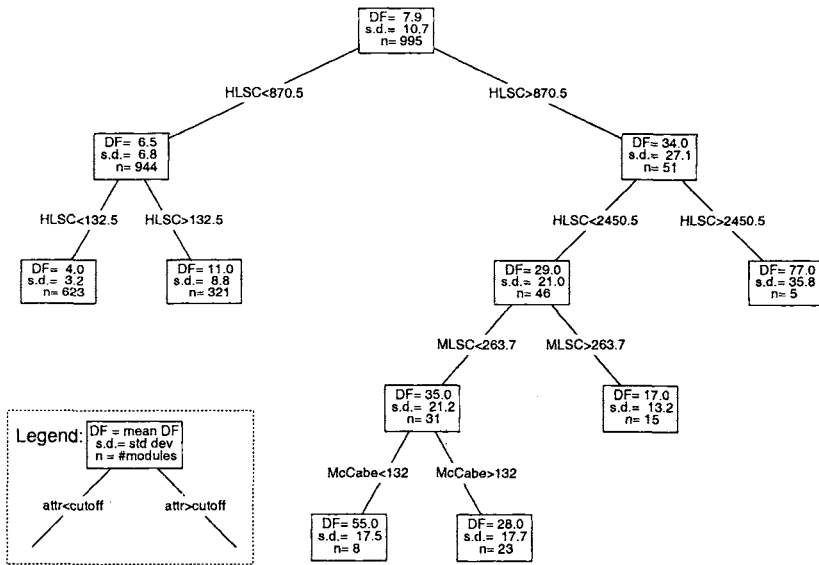 DF= 7.9
s.d.= 10.7
n= 995
HLSC<870.5
HLSC>870.5
DF= 6.5
s.d.= 6.8
n= 944
DF= 34.0
s.d.= 27.1
n= 51
HLSC<132.5
HLSC>132.5
HLSC<2450.5
HLSC>2450.5
DF= 4.0
s.d.= 3.2
n= 623
DF= 11.0
s.d.= 8.8
n= 321
DF= 29.0
s.d.= 21.0
n= 46
DF= 77.0
s.d.= 35.8
n= 5
MLSC<263.7
MLSC>263.7
DF= 35.0
s.d.= 21.2
n= 31
DF= 17.0
s.d.= 13.2
n= 15
Legend:
DF = mean DF
s.d.= std dev
n = #modules
attr<cutoff
attr>cutoff
McCabe<132
McCabe>132
DF= 55.0
s.d.= 17.5
n= 8
DF= 28.0
s.d.= 17.7
n= 23